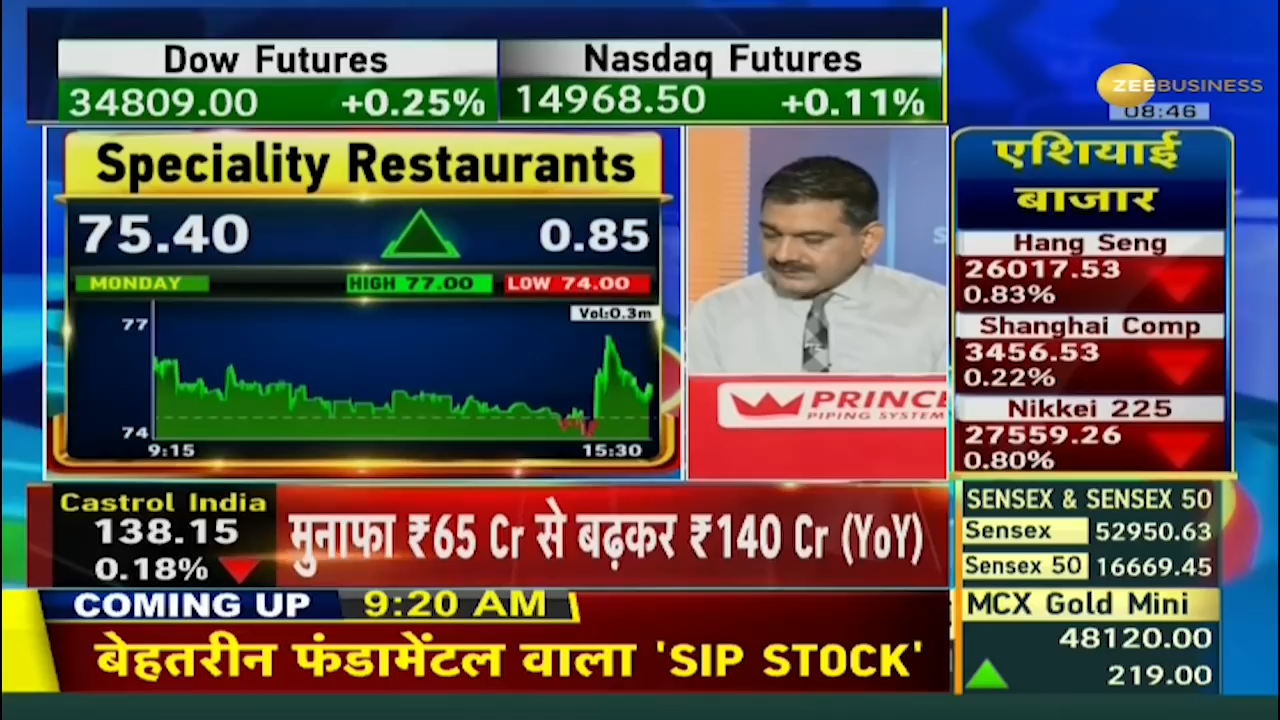 Dow Futures
34809.00 +0.25%
Nasdaq Futures
14968.50 +0.11%
ZEEBUSINESS
08:46
Speciality Restaurants
75.40 0.85
MONDAY HIGH 77.00 LOW 74.00
Vol:0.3m
77
74
9:15 15:30
PRINCE
PIPING SYSTEM
एशियाई
बाजार
Hang Seng
26017.53
0.83%
Shanghai Comp
3456.53
0.22%
Nikkei 225
27559.26
0.80%
Castrol India
138.15
0.18%
मुनाफा ₹65 Cr से बढ़कर ₹140 Cr (YoY)
SENSEX & SENSEX 50
Sensex 52950.63
Sensex 50 16669.45
COMING UP 9:20 AM
बेहतरीन फंडामेंटल वाला 'SIP STOCK'
MCX Gold Mini
48120.00
219.00